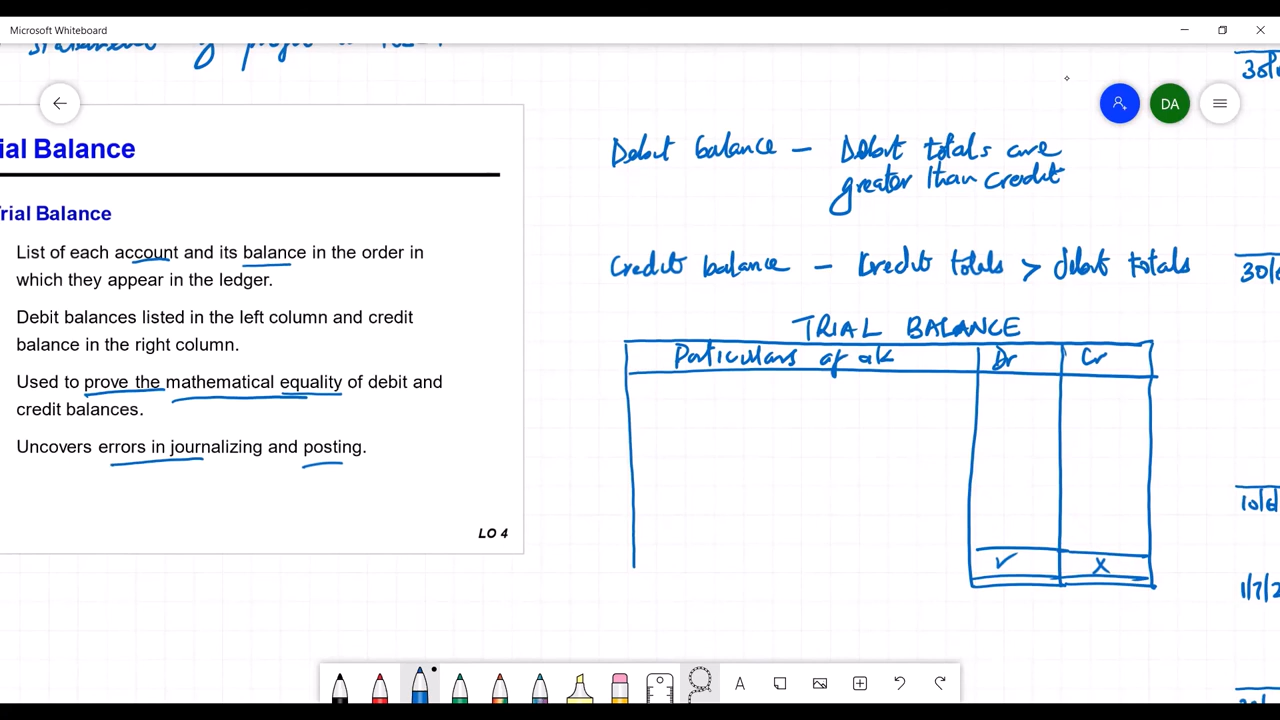 Microsoft Whiteboard
DA
ial Balance
rial Balance
List of each account and its balance in the order in
which they appear in the ledger.
Debit balances listed in the left column and credit
balance in the right column.
Used to prove the mathematical equality of debit and
credit balances.
Uncovers errors in journalizing and posting.
LO 4
Debit balance - Debit totals are
greater than credit
Credit balance - Credit totals > debit totals
TRIAL BALANCE
Particulars of Dr Cr
✓ X
1/7/2
A